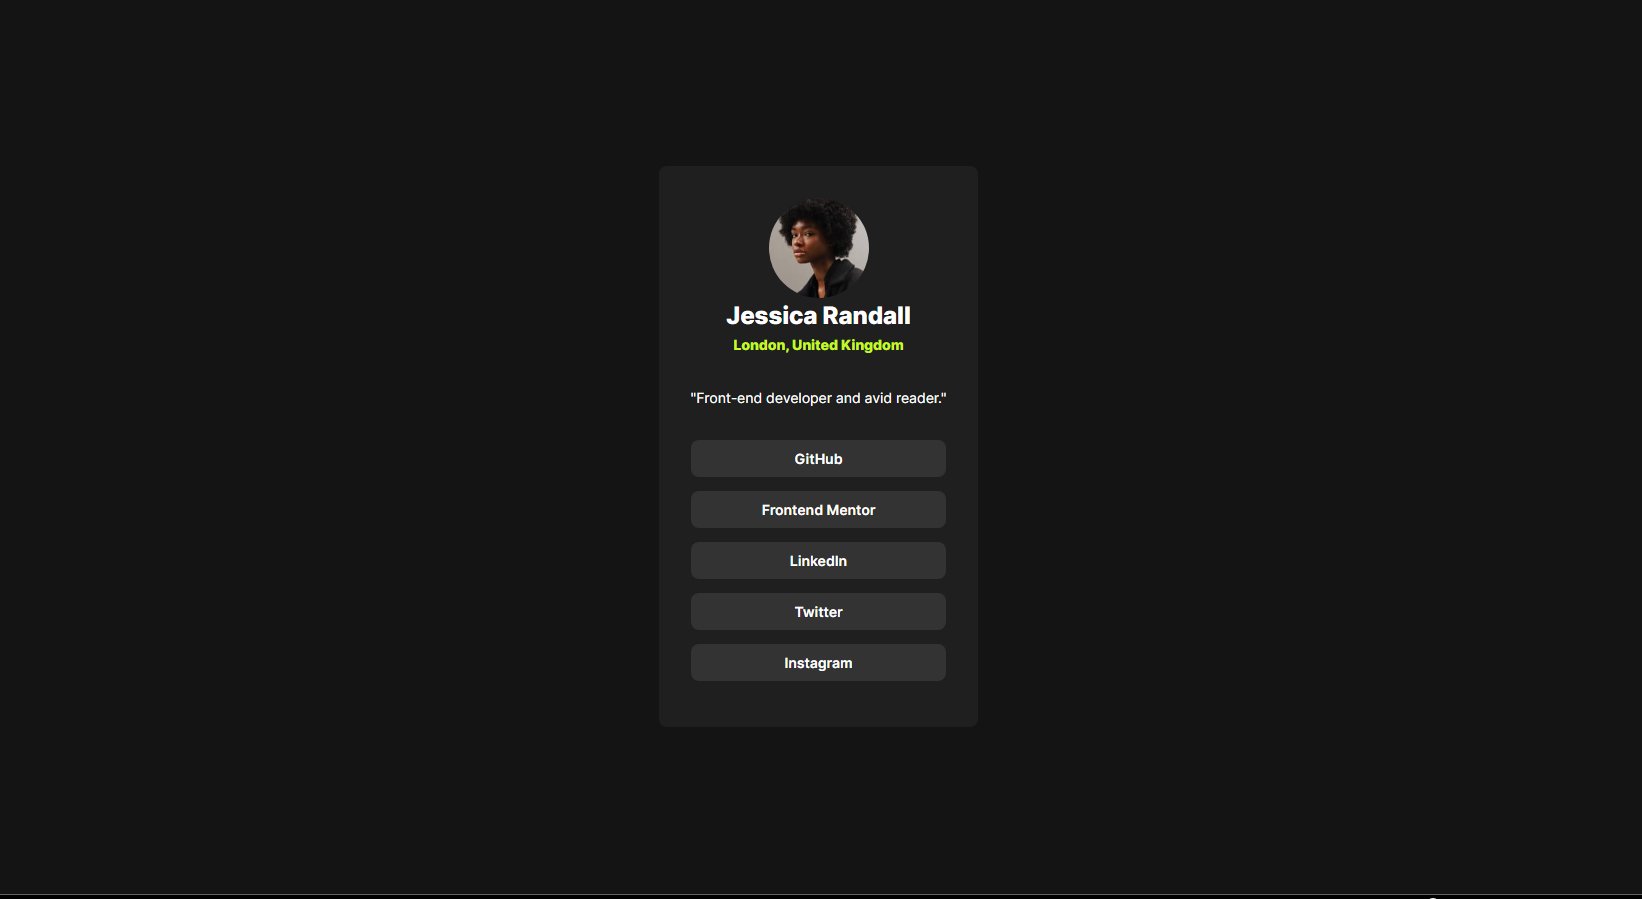 Jessica Randall
London, United Kingdom
"Front-end developer and avid reader."
GitHub
Frontend Mentor
LinkedIn
Twitter
Instagram